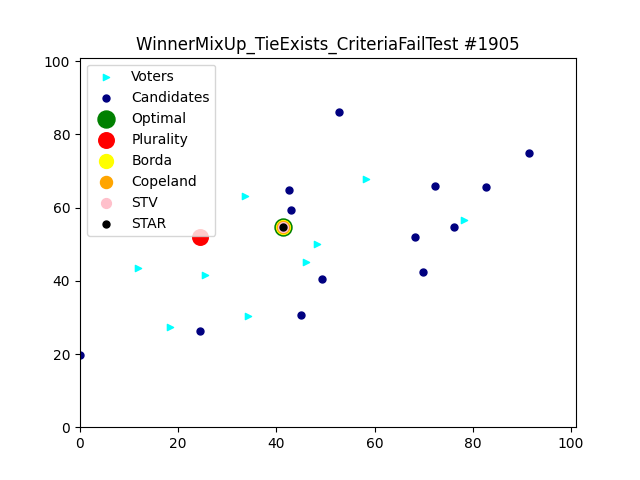 WinnerMixUp_TieExists_CriteriaFailTest #1905
100
80
60
40
20
0
Voters
Candidates
Optimal
Plurality
Borda
Copeland
STV
STAR
0 20 40 60 80 100